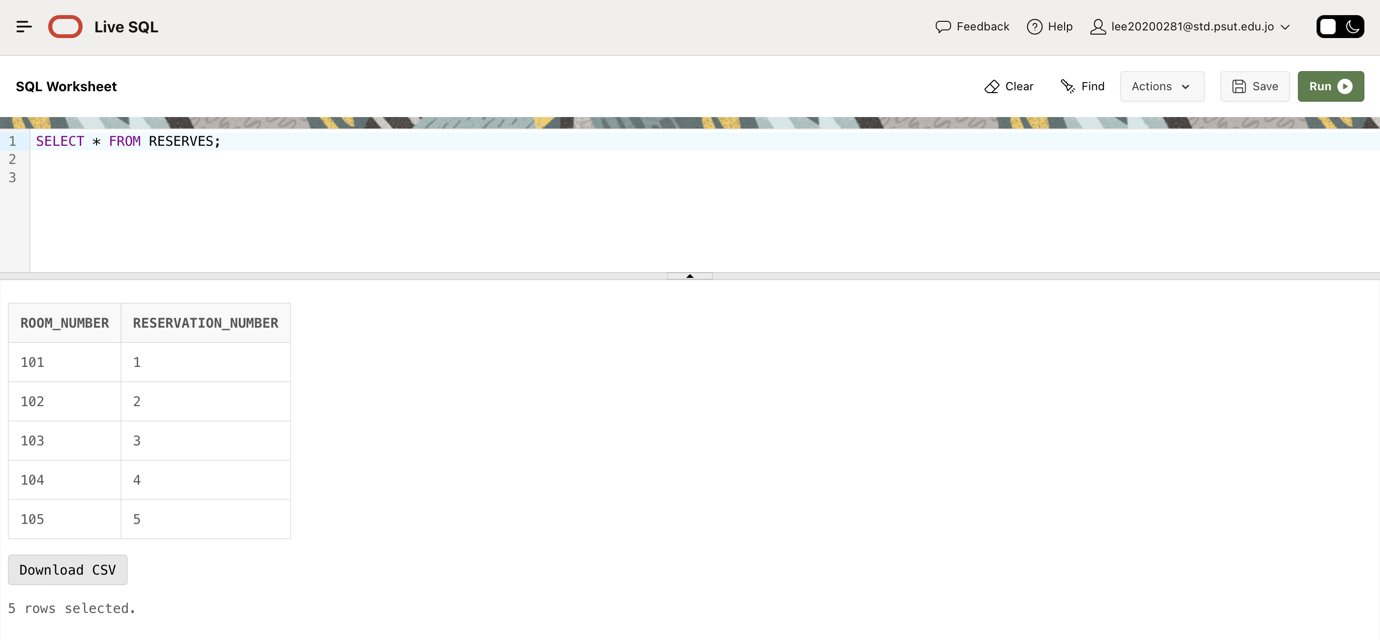 Live SQL
Feedback Help lee20200281@std.psut.edu.jo
SQL Worksheet
Clear Find Actions Save Run
1 SELECT * FROM RESERVES;
2
3
ROOM_NUMBER RESERVATION_NUMBER
101 1
102 2
103 3
104 4
105 5
Download CSV
5 rows selected.